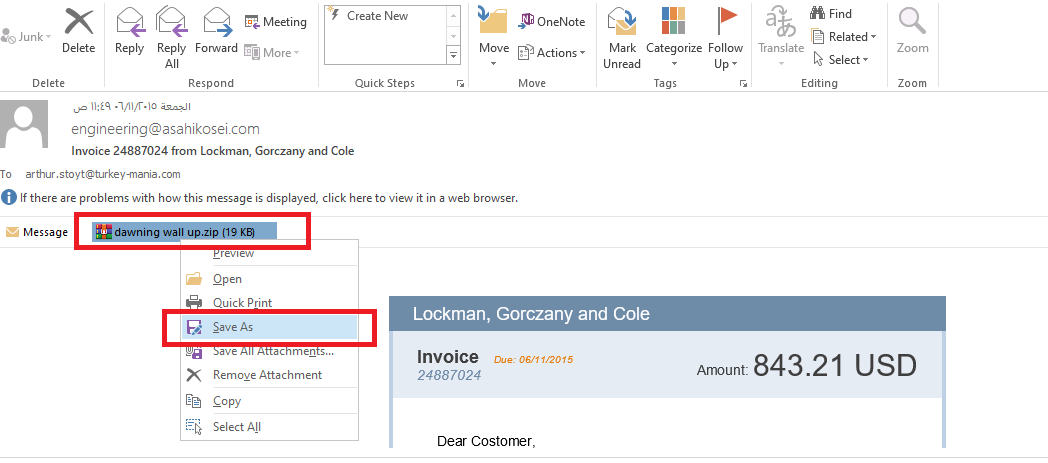 Junk
Delete
Reply
Reply All
Forward
Meeting
More
Create New
Move
OneNote
Actions
Mark Unread
Categorize
Follow Up
Translate
Find
Related
Select
Zoom
Delete
Respond
Quick Steps
Move
Tags
Editing
Zoom
الجمعة ٠٦/١١/٢٠١٥ ١١:٤٩ ص
engineering@asahikosei.com
Invoice 24887024 from Lockman, Gorczany and Cole
To arthur.stoyt@turkey-mania.com
If there are problems with how this message is displayed, click here to view it in a web browser.
Message
dawning wall up.zip (19 KB)
Preview
Open
Quick Print
Save As
Save All Attachments...
Remove Attachment
Copy
Select All
Lockman, Gorczany and Cole
Invoice Due: 06/11/2015
24887024
Amount: 843.21 USD
Dear Costomer,